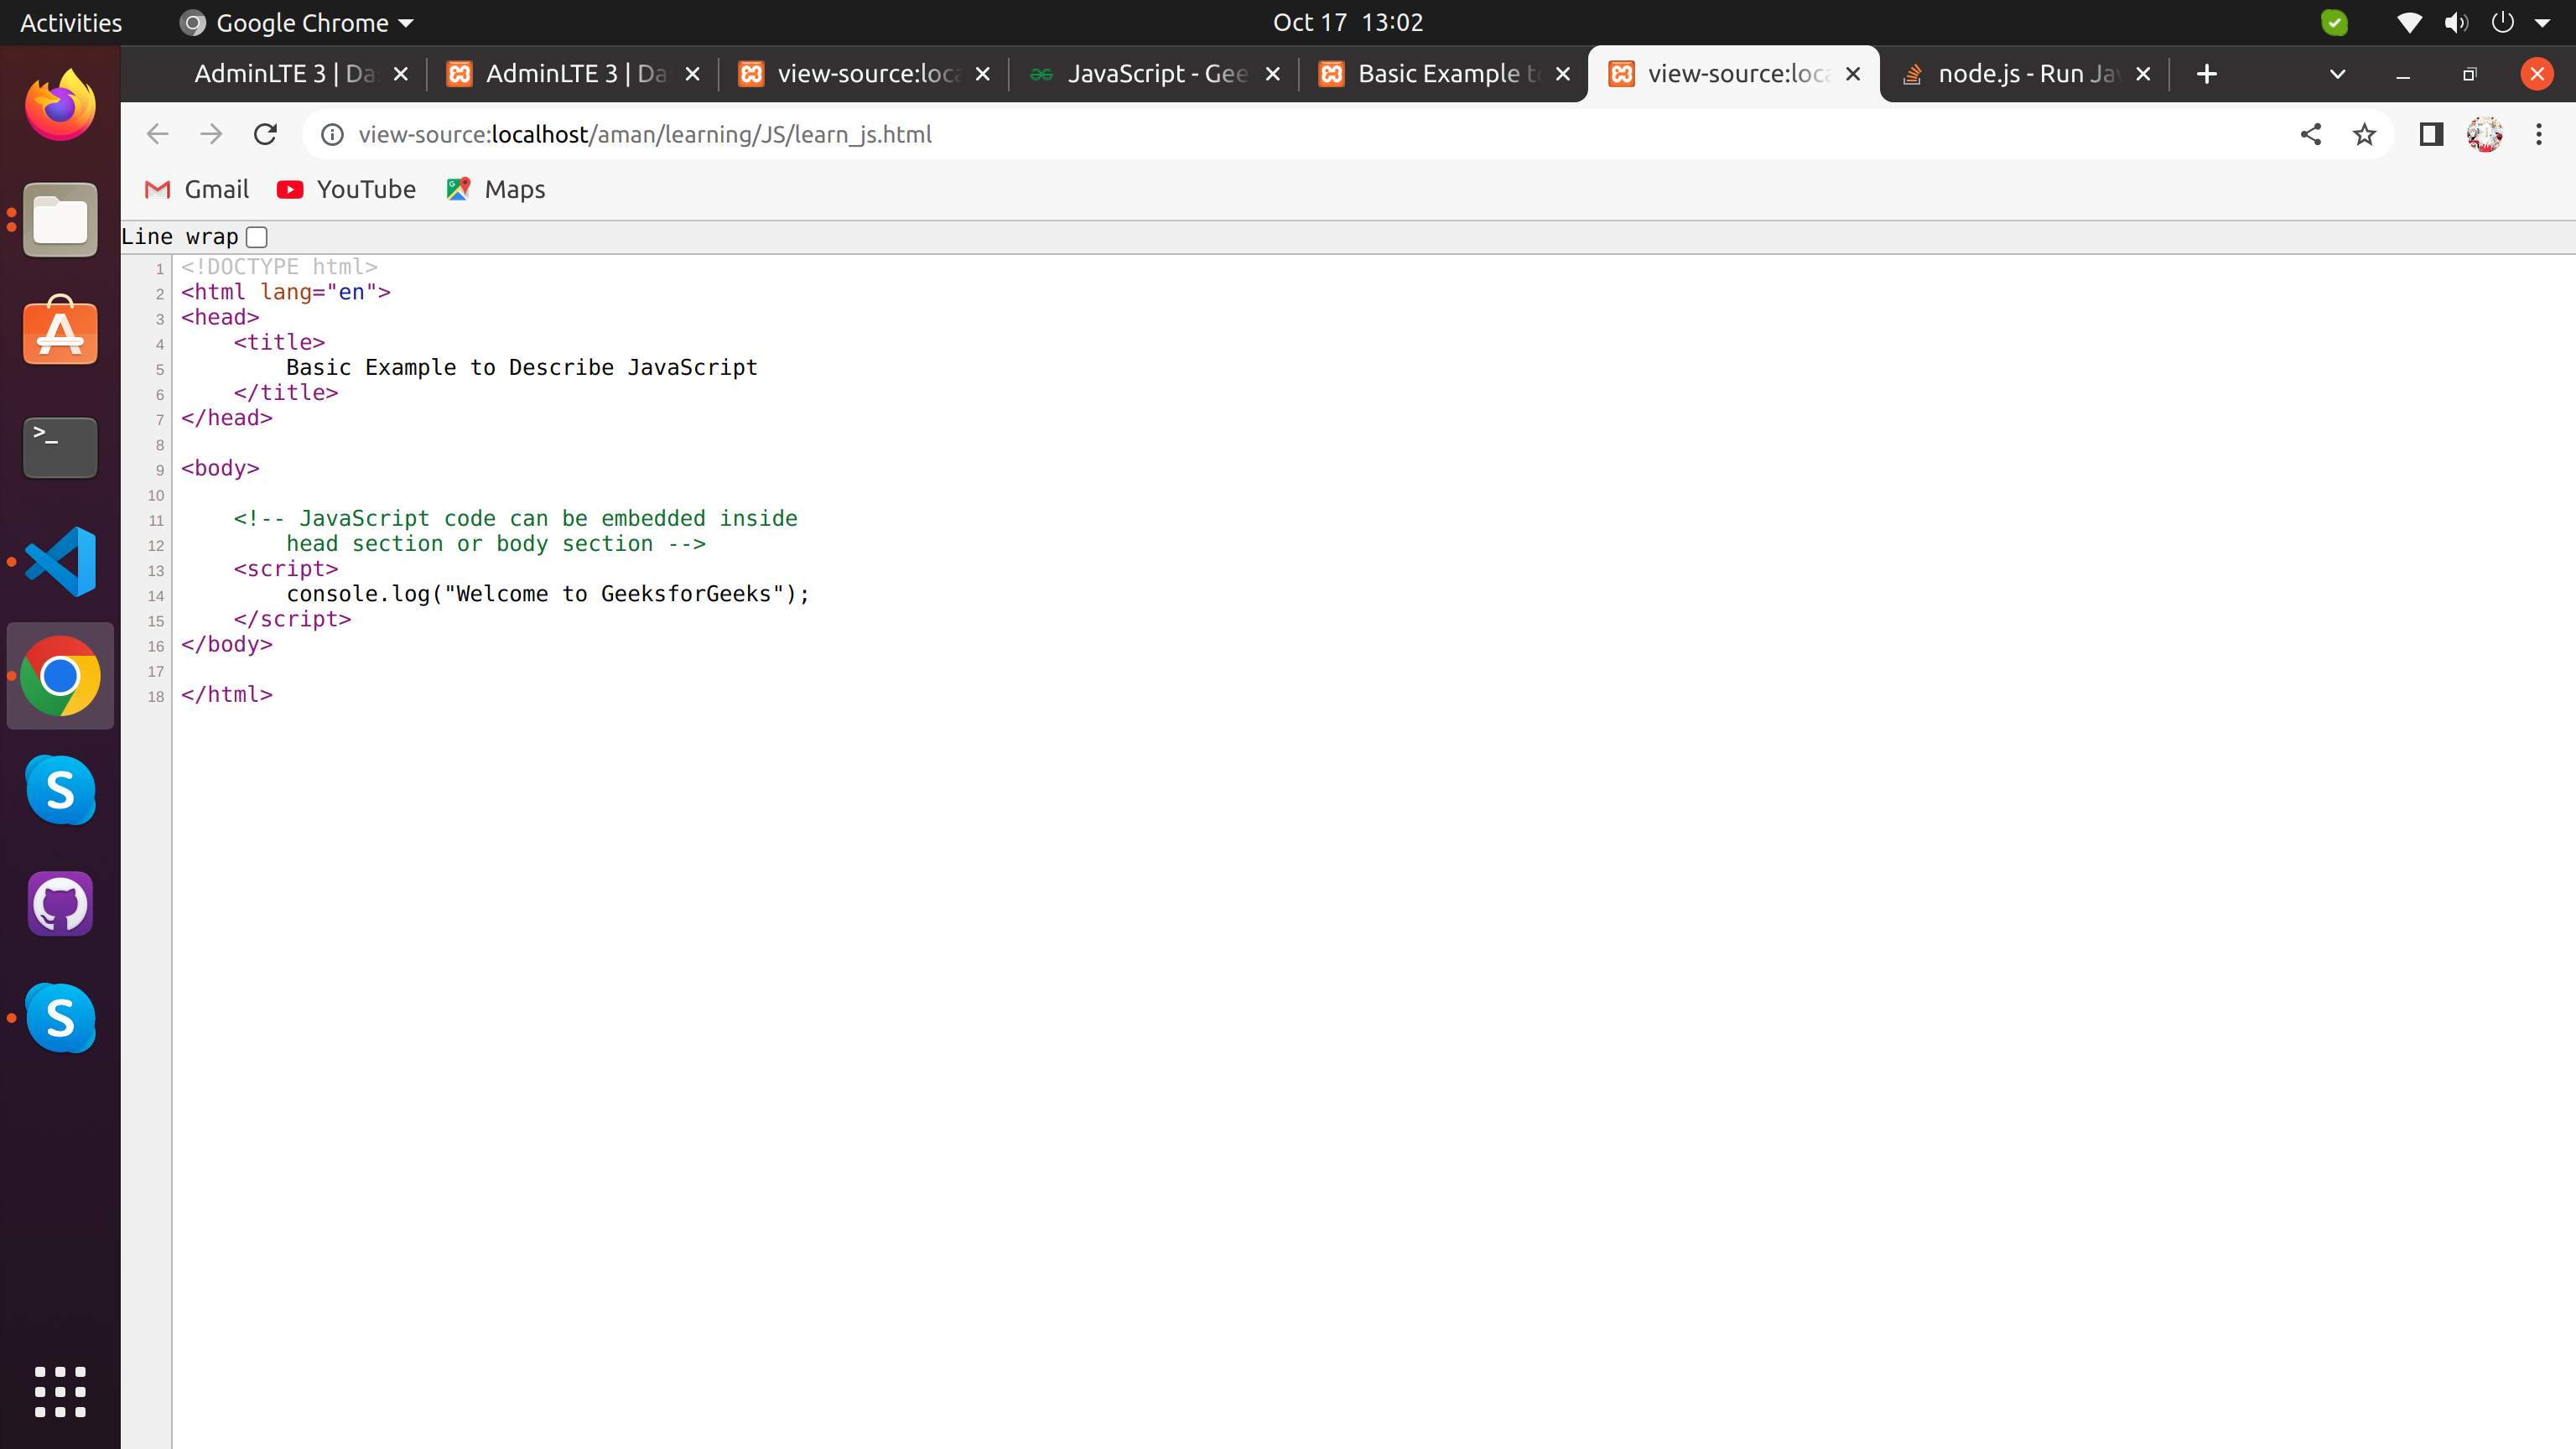 Activities
Google Chrome
Oct 17 13:02
AdminLTE 3 | Da
AdminLTE 3 | Da
view-source:loca
JavaScript - Gee
Basic Example to
view-source:loca
node.js - Run Jav
view-source:localhost/aman/learning/JS/learn_js.html
Gmail
YouTube
Maps
Line wrap
1 <!DOCTYPE html>
2 <html lang="en">
3 <head>
4 <title>
5 Basic Example to Describe JavaScript
6 </title>
7 </head>
8
9 <body>
10
11 <!-- JavaScript code can be embedded inside
12 head section or body section -->
13 <script>
14 console.log("Welcome to GeeksforGeeks");
15 </script>
16 </body>
17
18 </html>